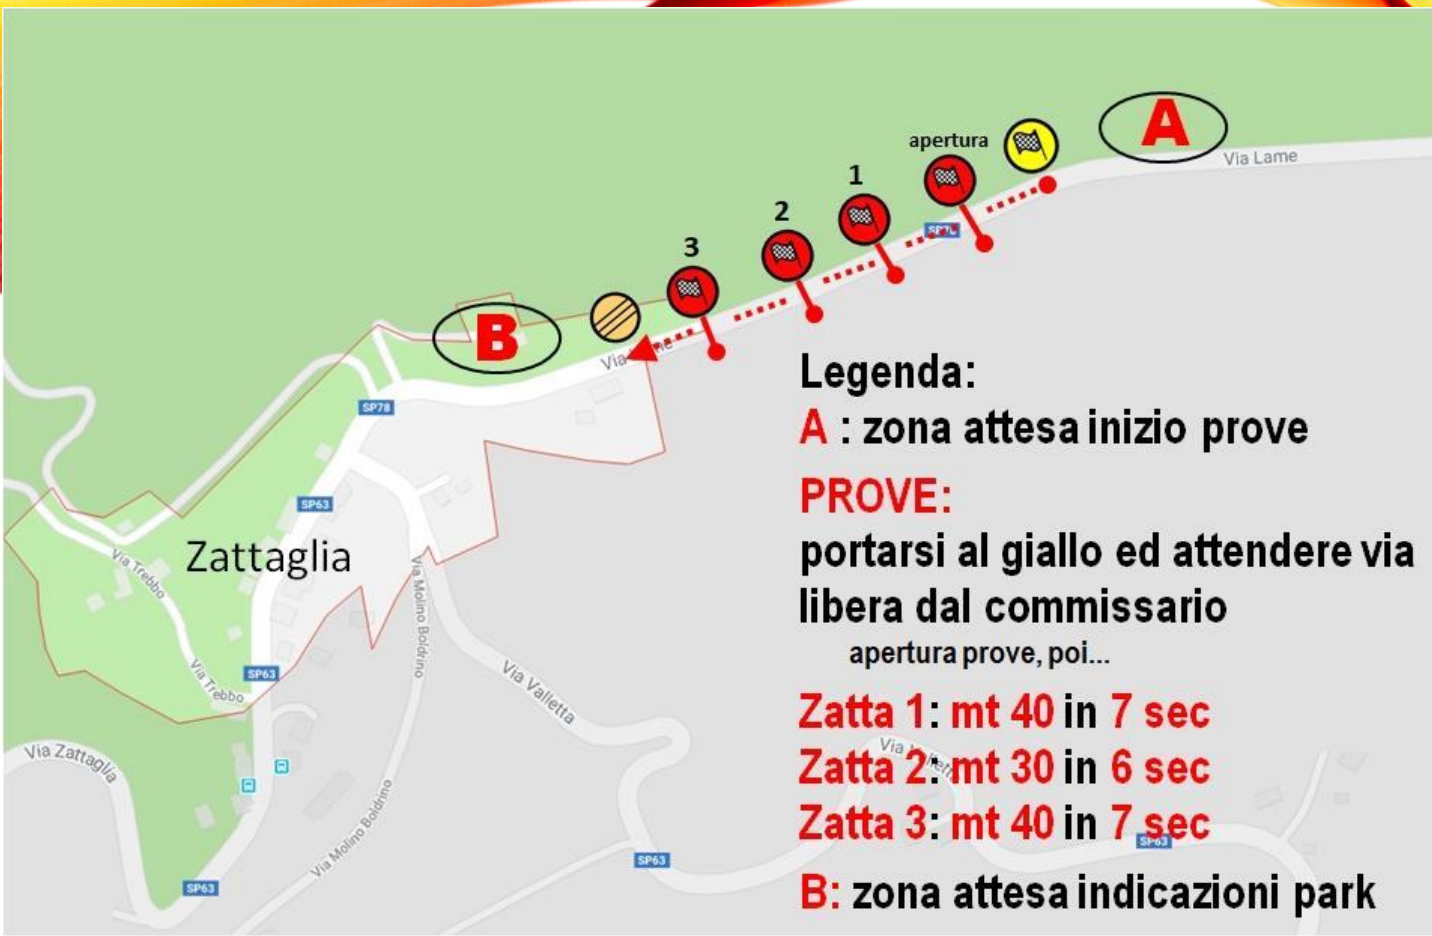 A
Via Lame
apertura
1
2
3
SP78
B
Via Lame
SP78
SP63
Zattaglia
Via Trebbo
Via Molino Boldrino
Via Trebbo
SP63
Via Valletta
Via Zattaglia
Via Molino Boldrino
SP63
SP63
Legenda:
A : zona attesa inizio prove
PROVE:
portarsi al giallo ed attendere via
libera dal commissario
apertura prove, poi...
Zatta 1: mt 40 in 7 sec
Zatta 2: mt 30 in 6 sec
Zatta 3: mt 40 in 7 sec
SP63
B: zona attesa indicazioni park